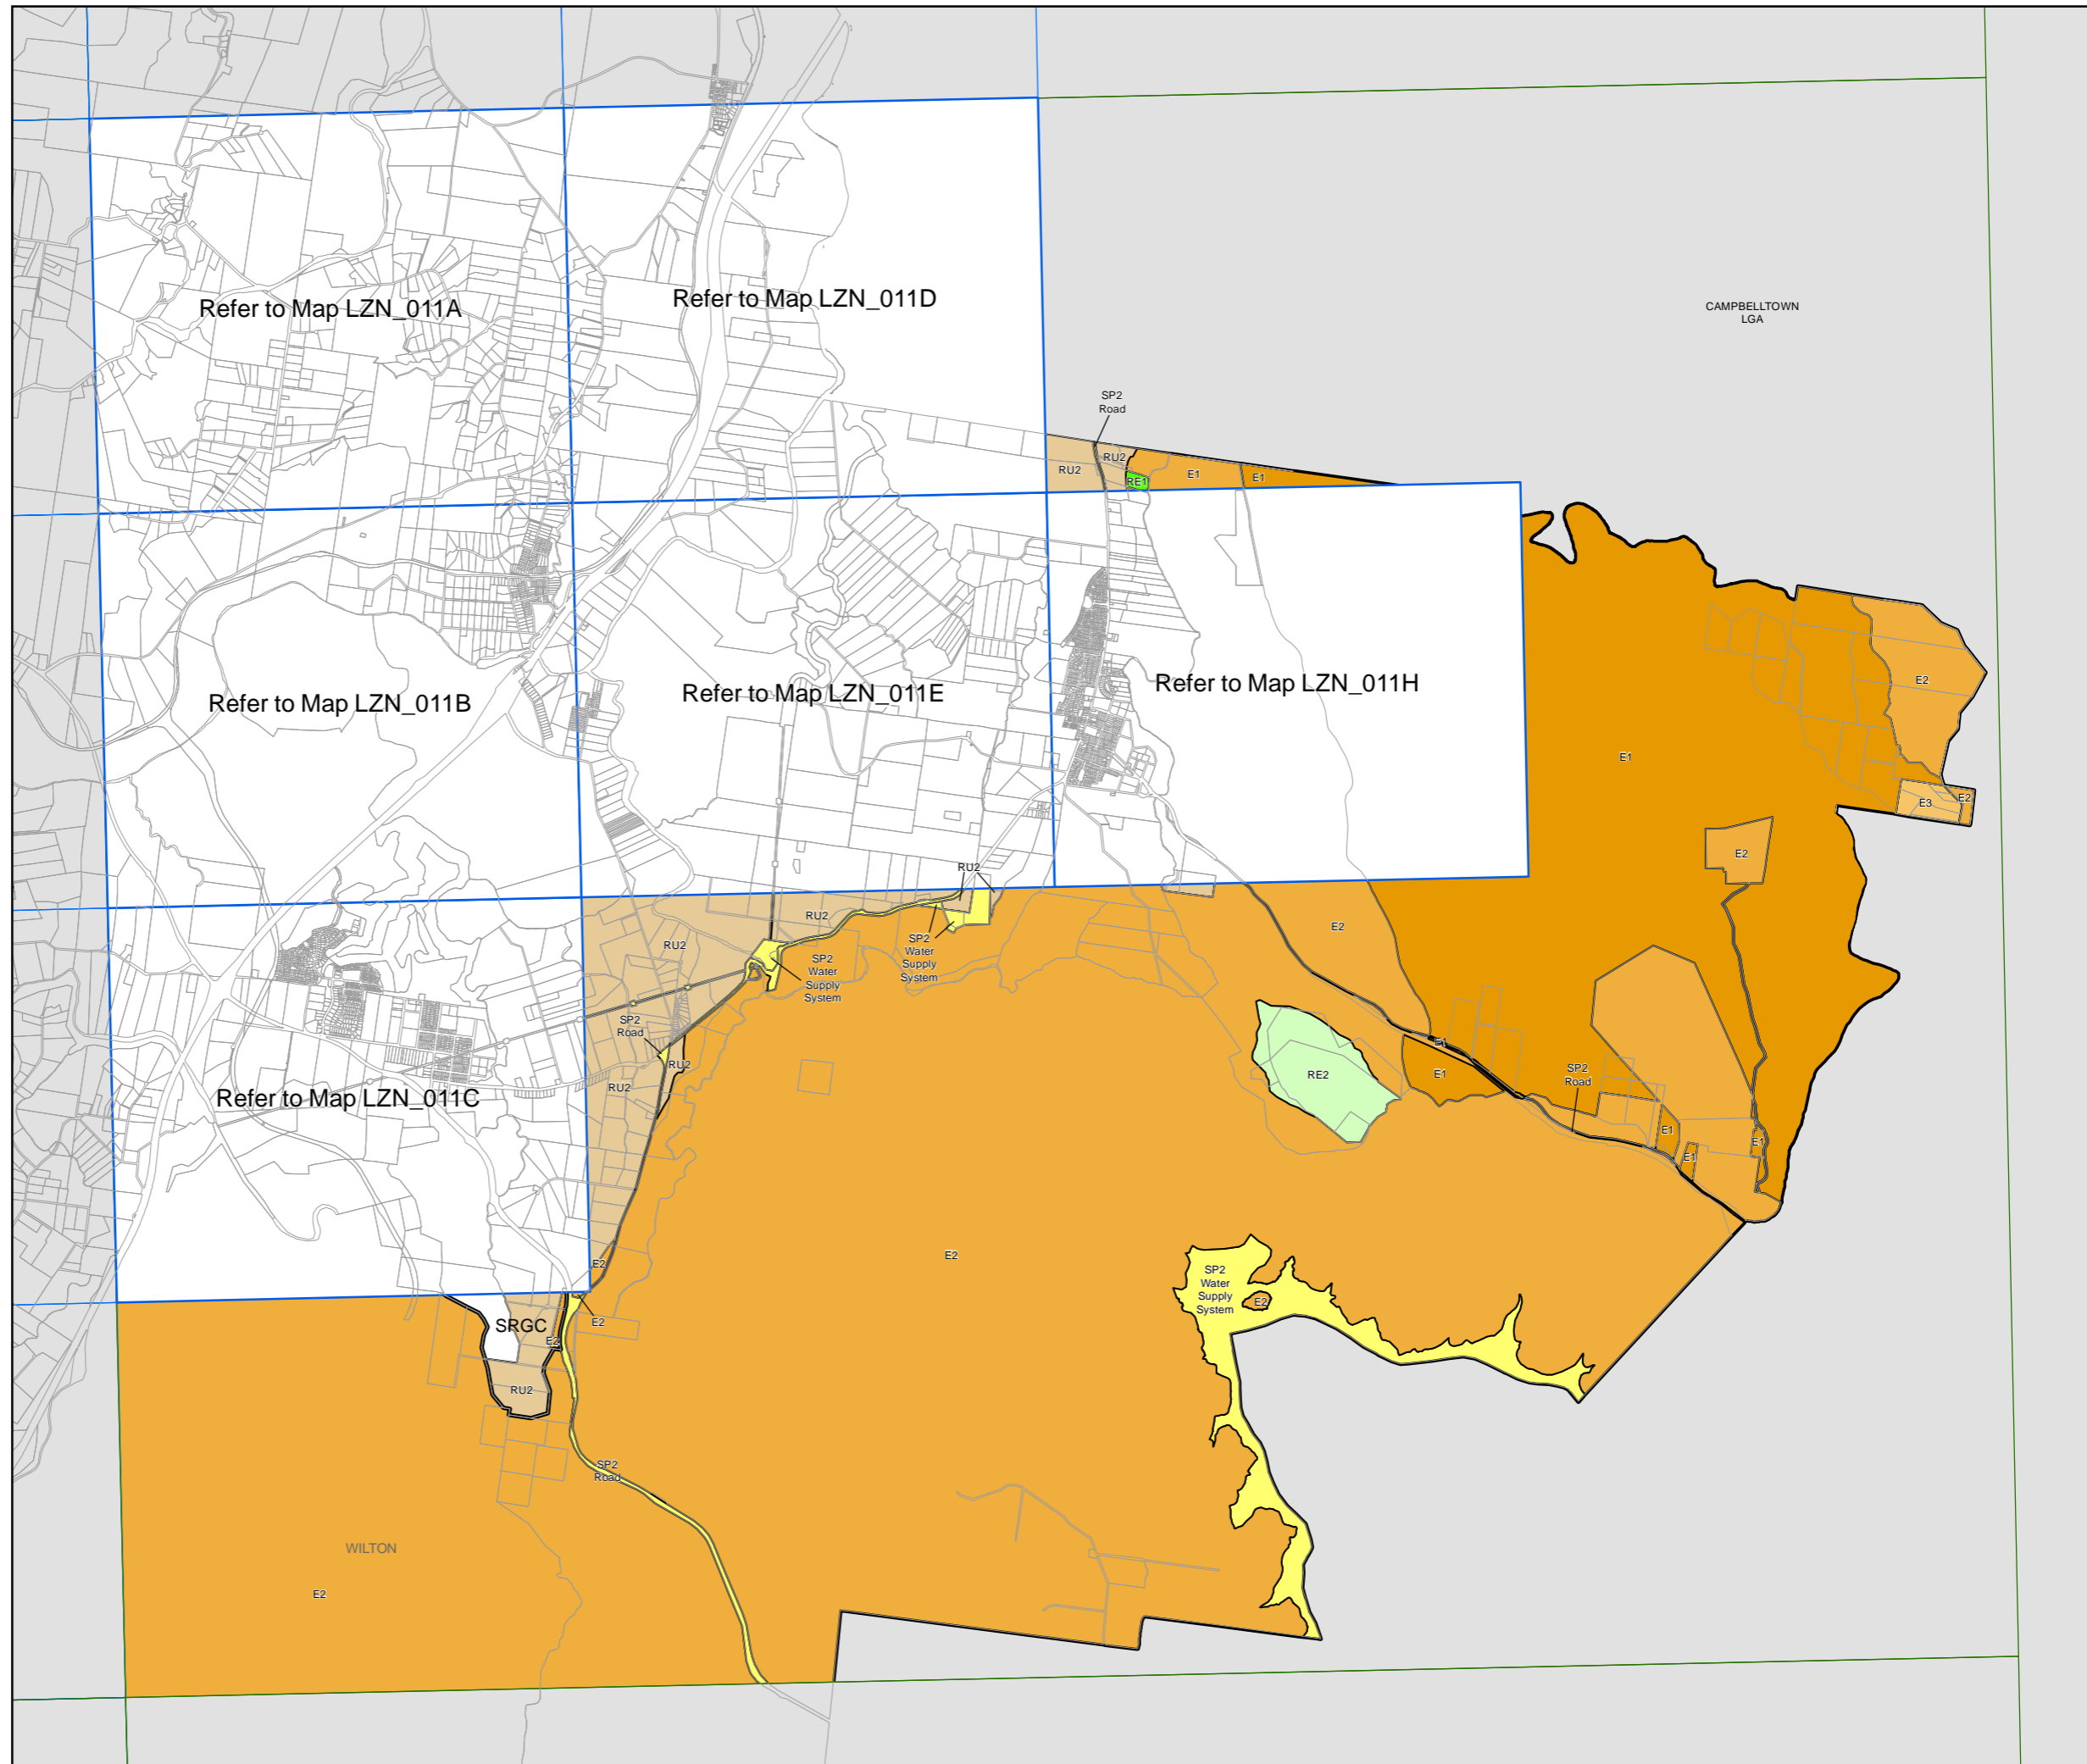 Refer to Map LZN_011A
Refer to Map LZN_011D
CAMPBELLTOWN
LGA
SP2
Road
RU2
RU2
RE1
E1
E1
Refer to Map LZN_011B
Refer to Map LZN_011E
Refer to Map LZN_011H
E2
E1
E3
E2
E2
RU2
RU2
RU2
E2
SP2
Water
Supply
System
SP2
Water
Supply
System
SP2
Road
RU2
RU2
E1
E1
RE2
SP2
Road
E1
E1
E1
Refer to Map LZN_011C
E2
E2
SP2
Water
Supply
System
E2
E2
SRGC
E2
RU2
SP2
Road
WILTON
E2